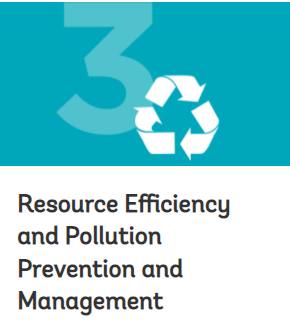 3
Resource Efficiency
and Pollution
Prevention and
Management